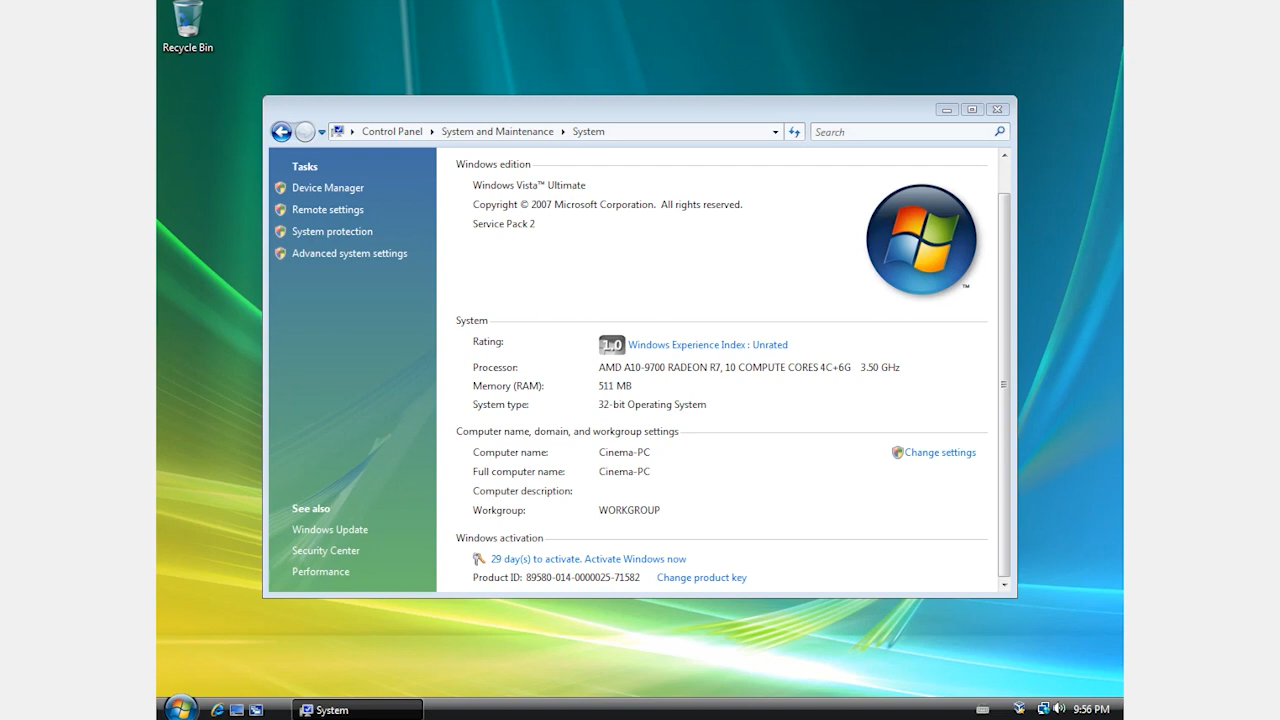 Recycle Bin
Control Panel System and Maintenance System
Search
Tasks
Device Manager
Remote settings
System protection
Advanced system settings
See also
Windows Update
Security Center
Performance
Windows edition
Windows Vista™ Ultimate
Copyright © 2007 Microsoft Corporation. All rights reserved.
Service Pack 2
TM
System
Rating: 1.0 Windows Experience Index : Unrated
Processor: AMD A10-9700 RADEON R7, 10 COMPUTE CORES 4C+6G 3.50 GHz
Memory (RAM): 511 MB
System type: 32-bit Operating System
Computer name, domain, and workgroup settings
Computer name: Cinema-PC Change settings
Full computer name: Cinema-PC
Computer description:
Workgroup: WORKGROUP
Windows activation
29 day(s) to activate. Activate Windows now
Product ID: 89580-014-0000025-71582 Change product key
System
9:56 PM